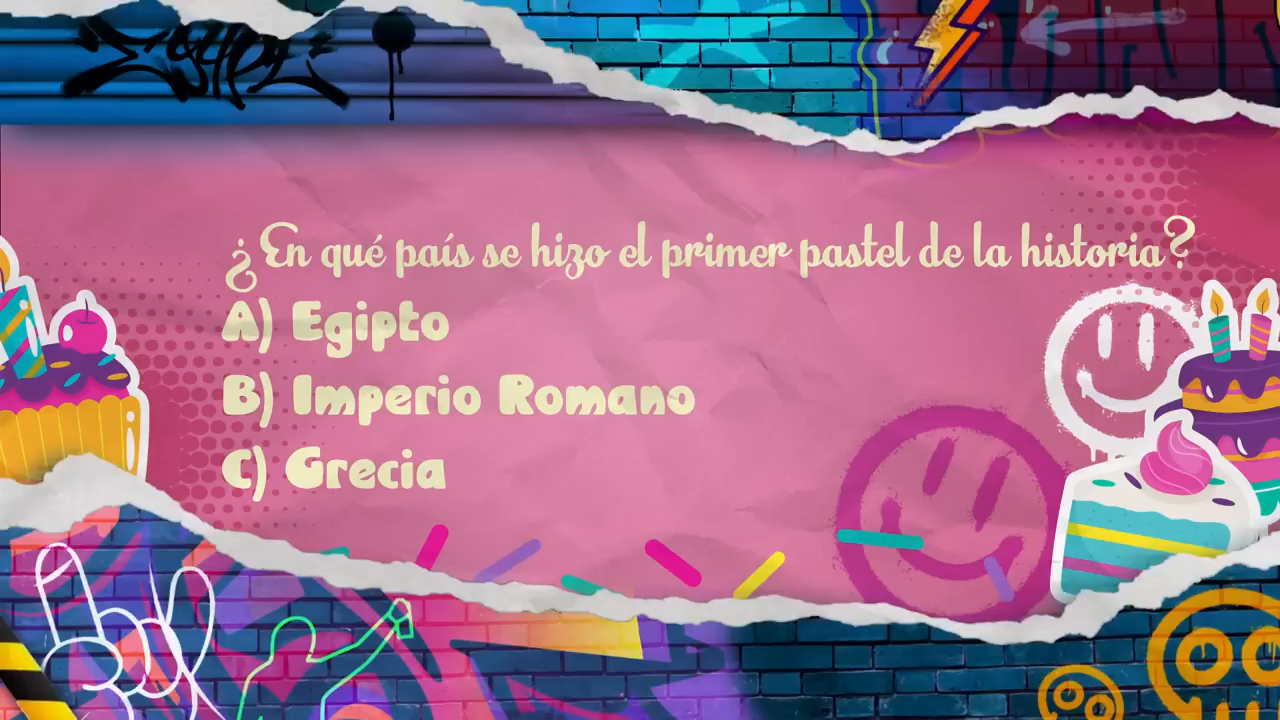 ¿En qué país se hizo el primer pastel de la historia?
A) Egipto
B) Imperio Romano
C) Grecia